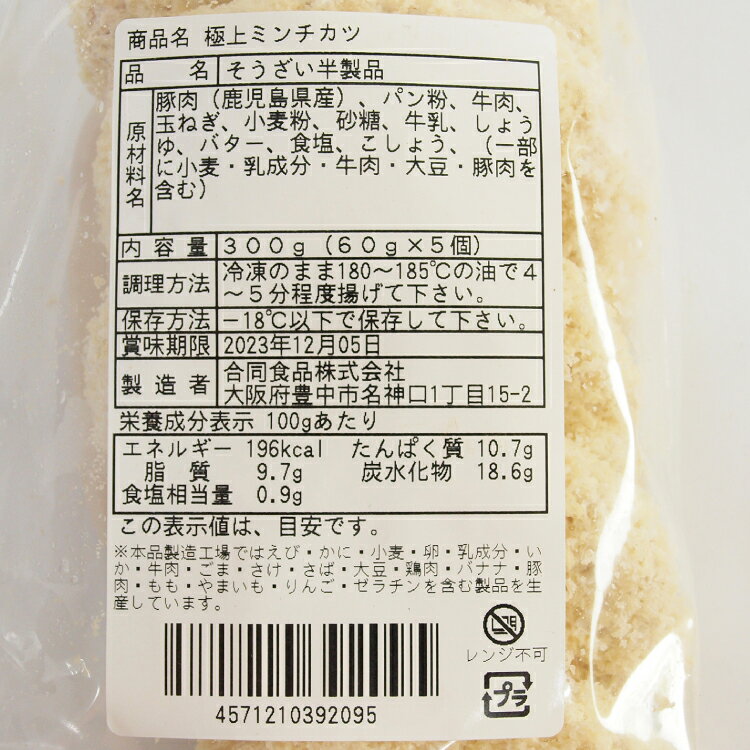 商品名 極上ミンチカツ
品名 そうざい半製品
原材料名 豚肉（鹿児島県産）、パン粉、牛肉、
玉ねぎ、小麦粉、砂糖、牛乳、しょう
ゆ、バター、食塩、こしょう、（一部
に小麦・乳成分・牛肉・大豆・豚肉を
含む）
内容量 300g（60g×5個）
調理方法 冷凍のまま180～185℃の油で4
～5分程度揚げて下さい。
保存方法 －18℃以下で保存して下さい。
賞味期限 2023年12月05日
製造者 合同食品株式会社
大阪府豊中市名神口1丁目15-2
栄養成分表示 100gあたり
エネルギー 196kcal たんぱく質 10.7g
脂質 9.7g 炭水化物 18.6g
食塩相当量 0.9g
この表示値は、目安です。
※本品製造工場ではえび・かに・小麦・卵・乳成分・い
か・牛肉・ごま・さけ・さば・大豆・鶏肉・バナナ・豚
肉・もも・やまいも・りんご・ゼラチンを含む製品を生
産しています。
レンジ不可
プラ
4571210392095